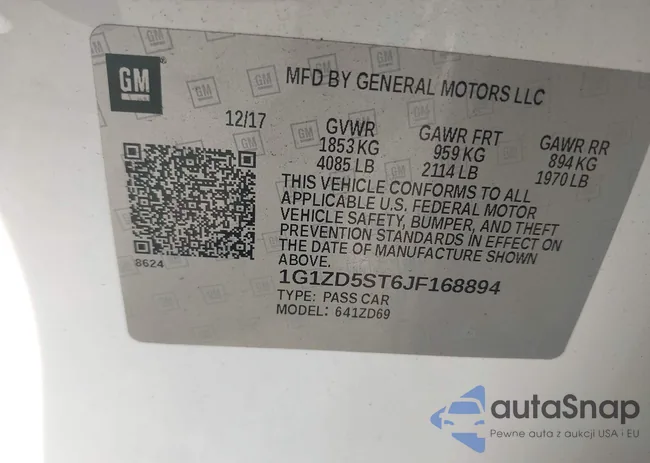 GM ®
MFD BY GENERAL MOTORS LLC
12/17
GVWR GAWR FRT GAWR RR
1853 KG 959 KG 894 KG
4085 LB 2114 LB 1970 LB
THIS VEHICLE CONFORMS TO ALL
APPLICABLE U.S. FEDERAL MOTOR
VEHICLE SAFETY, BUMPER, AND THEFT
PREVENTION STANDARDS IN EFFECT ON
THE DATE OF MANUFACTURE SHOWN
ABOVE.
8624
1G1ZD5ST6JF168894
TYPE: PASS CAR
MODEL: 641ZD69
autaSnap
Pewne auta z aukcji USA i EU